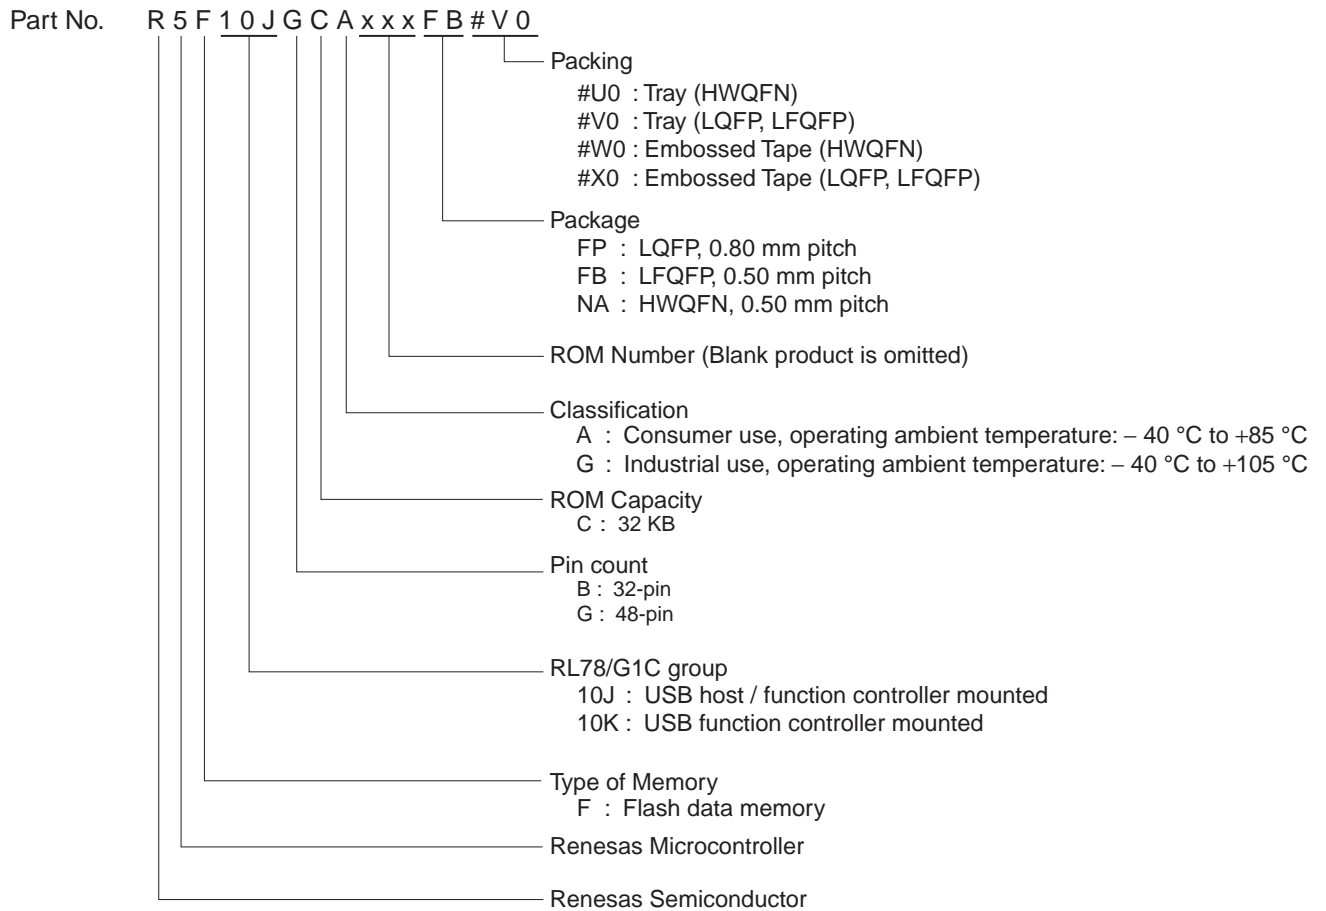 Part No. R 5 F 1 0 J G C A x x x F B # V 0
Packing
#U0 : Tray (HWQFN)
#V0 : Tray (LQFP, LFQFP)
#W0 : Embossed Tape (HWQFN)
#X0 : Embossed Tape (LQFP, LFQFP)
Package
FP : LQFP, 0.80 mm pitch
FB : LFQFP, 0.50 mm pitch
NA : HWQFN, 0.50 mm pitch
ROM Number (Blank product is omitted)
Classification
A : Consumer use, operating ambient temperature: – 40 °C to +85 °C
G : Industrial use, operating ambient temperature: – 40 °C to +105 °C
ROM Capacity
C : 32 KB
Pin count
B : 32-pin
G : 48-pin
RL78/G1C group
10J : USB host / function controller mounted
10K : USB function controller mounted
Type of Memory
F : Flash data memory
Renesas Microcontroller
Renesas Semiconductor